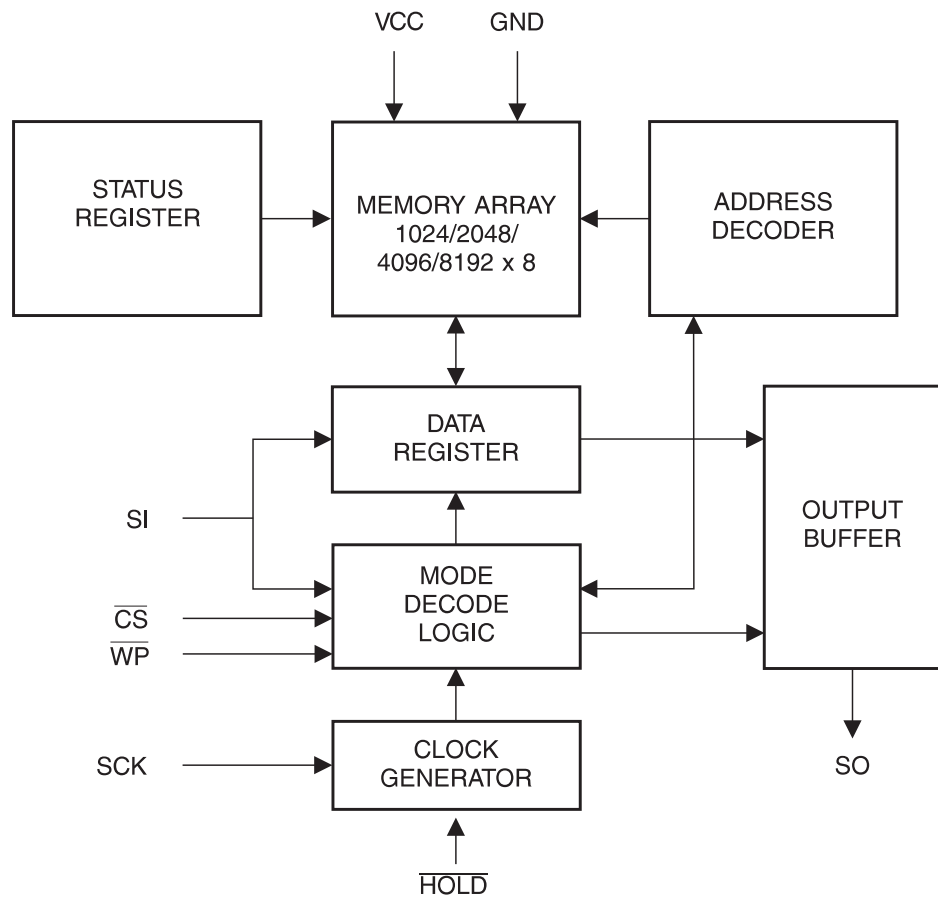 VCC
GND
STATUS
REGISTER
MEMORY ARRAY
1024/2048/
4096/8192 x 8
ADDRESS
DECODER
DATA
REGISTER
OUTPUT
BUFFER
SI
MODE
DECODE
LOGIC
CS
WP
SCK
CLOCK
GENERATOR
SO
HOLD